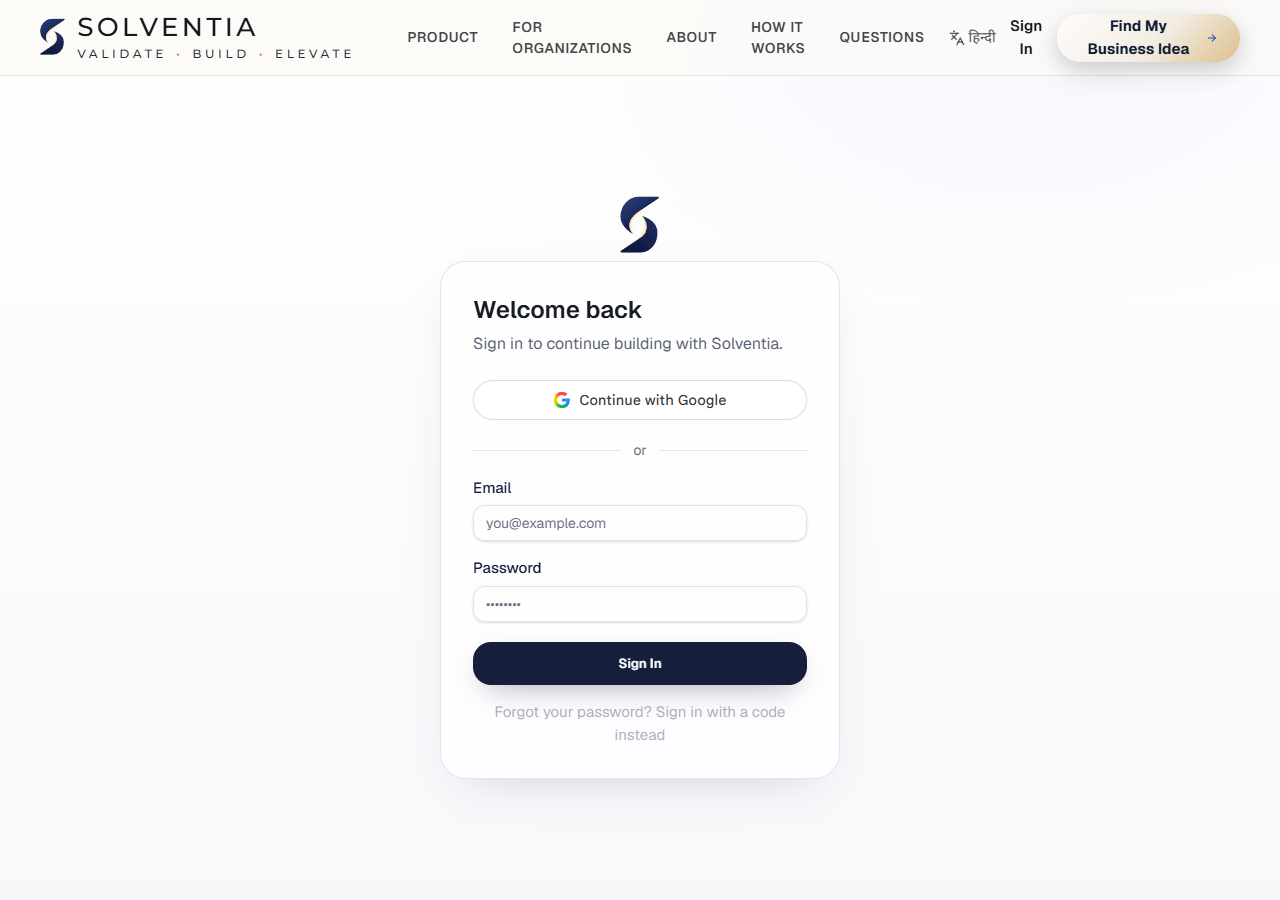 SOLVENTIA
VALIDATE · BUILD · ELEVATE
PRODUCT
FOR
ORGANIZATIONS
ABOUT
HOW IT
WORKS
QUESTIONS
हिन्दी
Sign
In
Find My
Business Idea
Welcome back
Sign in to continue building with Solventia.
Continue with Google
or
Email
you@example.com
Password
••••••••
Sign In
Forgot your password? Sign in with a code
instead